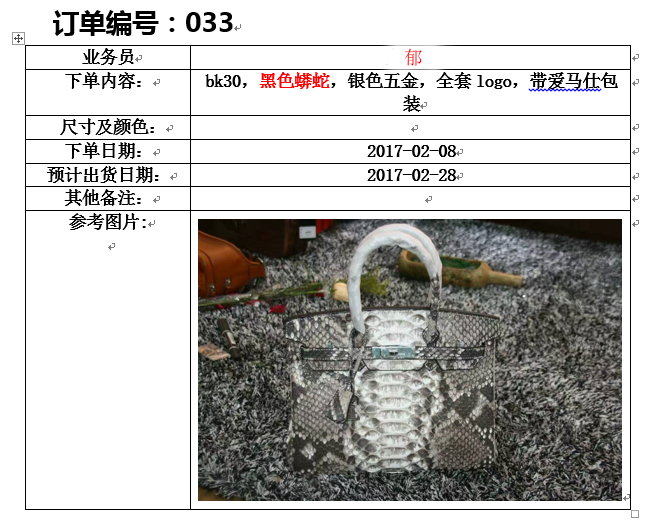 订单编号：033
业务员 郁
下单内容： bk30，黑色蟒蛇，银色五金，全套 logo，带爱马仕包
装
尺寸及颜色：
下单日期： 2017-02-08
预计出货日期： 2017-02-28
其他备注：
参考图片: